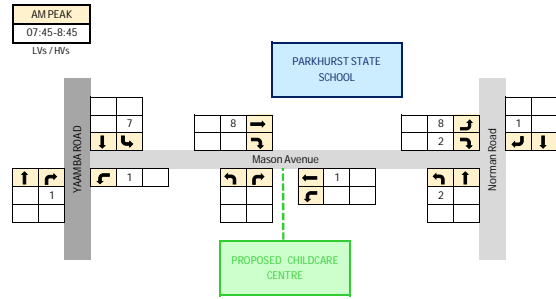 AM PEAK
07:45-8:45
LVs / HVs
PARKHURST STATE
SCHOOL
7
8
8
2
1
YAAMBA ROAD
Mason Avenue
Norman Road
1
1
1
2
PROPOSED CHILDCARE
CENTRE